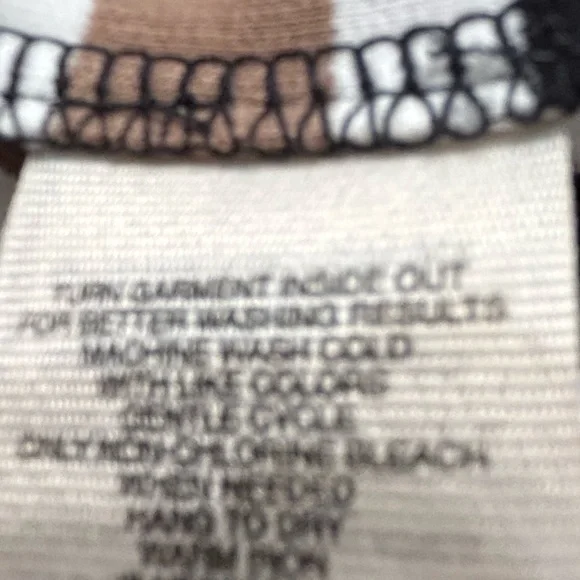 TURN GARMENT INSIDE OUT
FOR BETTER WASHING RESULTS
MACHINE WASH COLD
WITH LIKE COLORS
GENTLE CYCLE
ONLY NON-CHLORINE BLEACH
WHEN NEEDED
HANG TO DRY
WARM IRON